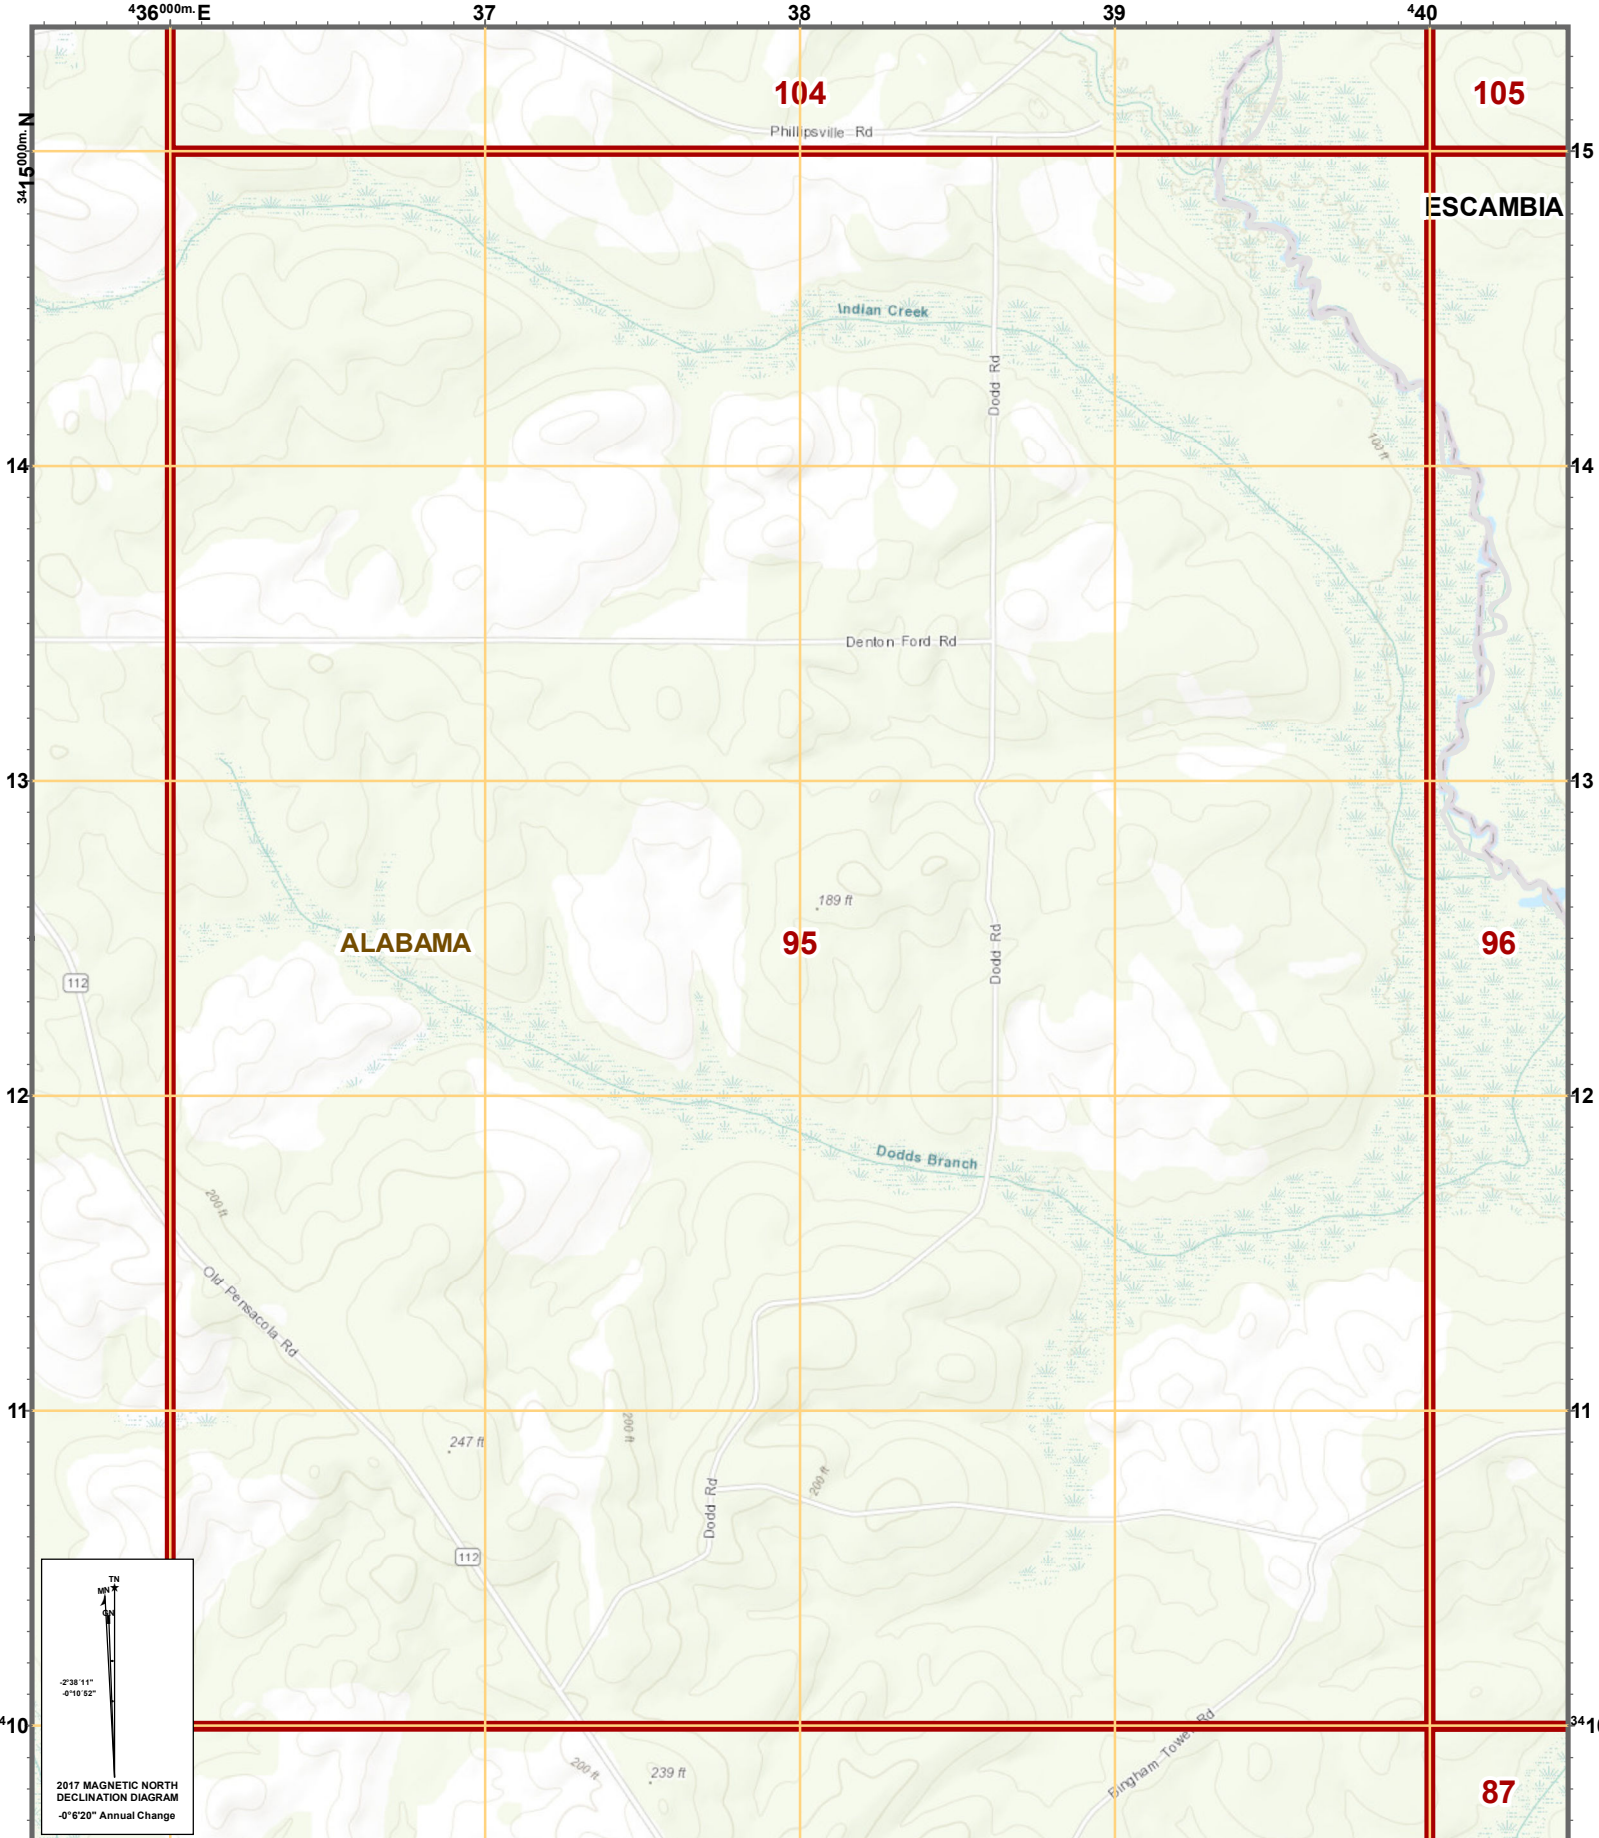 436000m. E 37 38 39 440
104
105
3415000m. N
Phillipsville Rd
15
ESCAMBIA
Indian Creek
Dodd Rd
100 ft
14 14
Denton Ford Rd
13 13
189 ft
ALABAMA
95
96
Dodd Rd
112
12 12
Dodds Branch
200 ft
Old Pensacola Rd
11 11
247 ft
200 ft
200 ft
Dodd Rd
112
TN
MN
GN
-2°38'11"
-0°10'52"
410
3410
Bingham Tower Rd
200 ft
239 ft
2017 MAGNETIC NORTH
DECLINATION DIAGRAM
-0°6'20" Annual Change
87